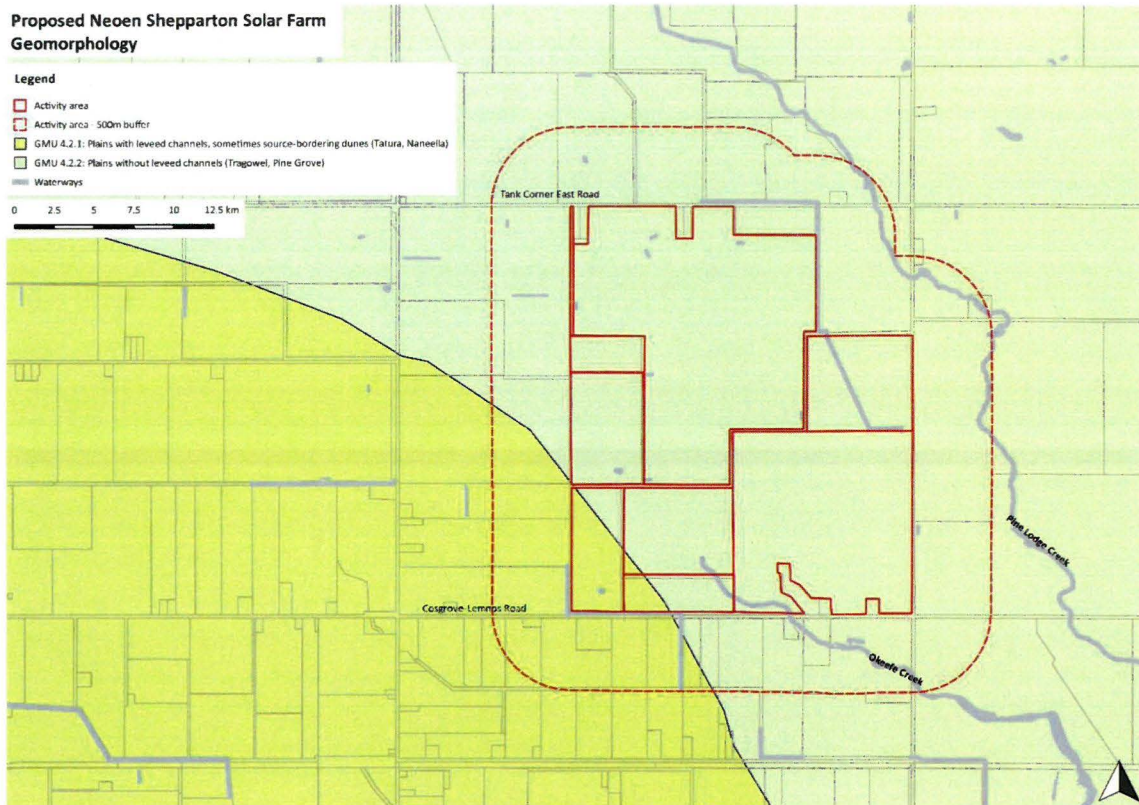 Proposed Neoen Shepparton Solar Farm
Geomorphology
Legend
Activity area
Activity area - 500m buffer
GMU 4.2.1: Plains with leveed channels, sometimes source-bordering dunes (Tatura, Naneella)
GMU 4.2.2: Plains without leveed channels (Tragowel, Pine Grove)
Waterways
0 2.5 5 7.5 10 12.5 km
Tank Corner East Road
Pine Lodge Creek
Cosgrove-Lemnos Road
Okeefe Creek